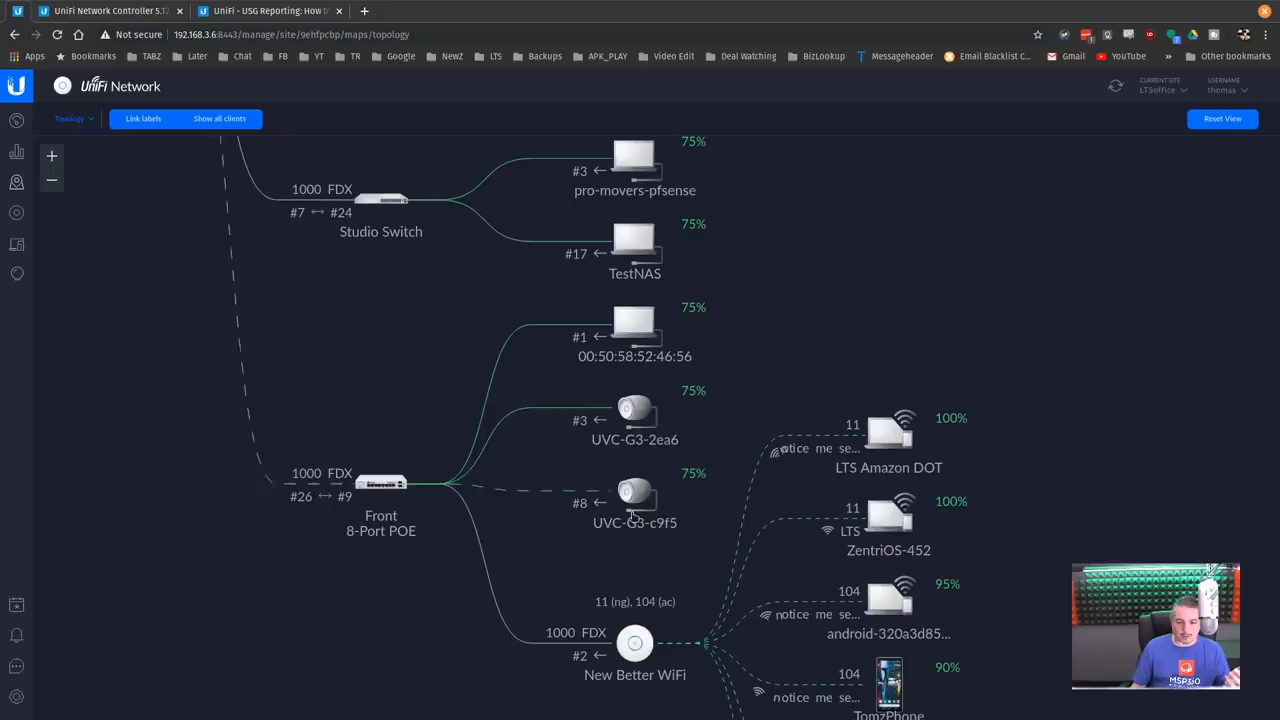 UniFi Network Controller 5.12
UniFi - USG Reporting: How t
Not secure
192.168.3.6:8443/manage/site/9ehfpcbp/maps/topology
Apps
Bookmarks
TABZ
Later
Chat
FB
YT
TR
Google
NewZ
LTS
Backups
APK_PLAY
Video Edit
Deal Watching
BizLookup
Messageheader
Email Blacklist C...
Gmail
YouTube
»
Other bookmarks
UniFi Network
CURRENT SITE
LTSoffice
USERNAME
thomas
Topology
Link labels
Show all clients
Reset View
+
−
75%
#3 ←
pro-movers-pfsense
1000 FDX
#7 ↔ #24
Studio Switch
75%
#17 ←
TestNAS
75%
#1 ←
00:50:58:52:46:56
75%
#3 ←
UVC-G3-2ea6
1000 FDX
#26 ↔ #9
Front
8-Port POE
75%
#8 ←
UVC-G3-c9f5
11 (ng), 104 (ac)
1000 FDX
#2 ←
New Better WiFi
11
100%
otice me se...
LTS Amazon DOT
11
100%
LTS
ZentriOS-452
104
95%
notice me se...
android-320a3d85...
104
90%
notice me se...
TomzPhone
MSP360